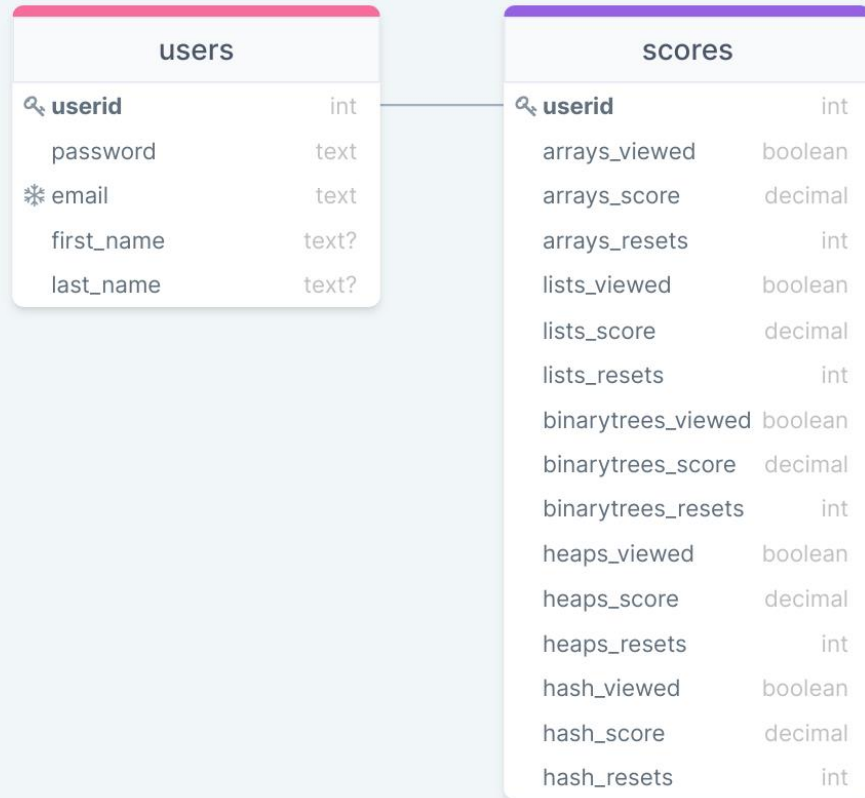 users
userid int
password text
email text
first_name text?
last_name text?
scores
userid int
arrays_viewed boolean
arrays_score decimal
arrays_resets int
lists_viewed boolean
lists_score decimal
lists_resets int
binarytrees_viewed boolean
binarytrees_score decimal
binarytrees_resets int
heaps_viewed boolean
heaps_score decimal
heaps_resets int
hash_viewed boolean
hash_score decimal
hash_resets int